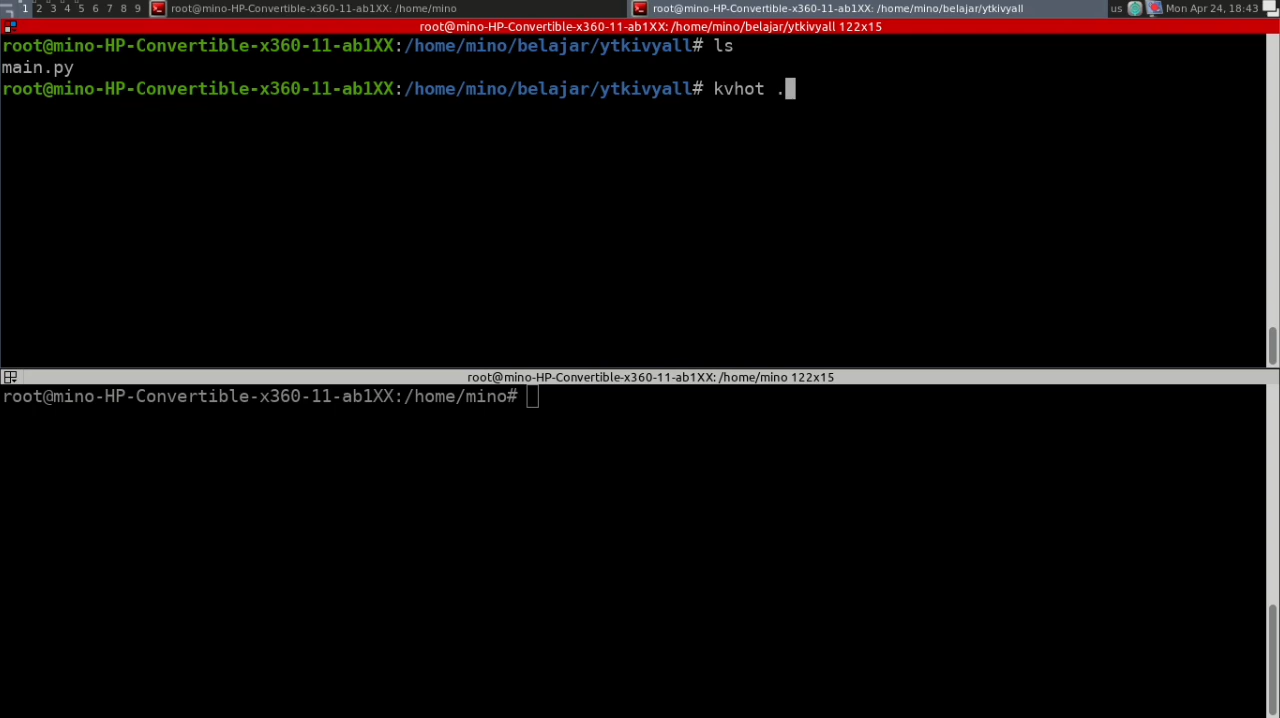 1 2 3 4 5 6 7 8 9 root@mino-HP-Convertible-x360-11-ab1XX: /home/mino root@mino-HP-Convertible-x360-11-ab1XX: /home/mino/belajar/ytkivyall us Mon Apr 24, 18:43
root@mino-HP-Convertible-x360-11-ab1XX: /home/mino/belajar/ytkivyall 122x15
root@mino-HP-Convertible-x360-11-ab1XX:/home/mino/belajar/ytkivyall# ls
main.py
root@mino-HP-Convertible-x360-11-ab1XX:/home/mino/belajar/ytkivyall# kvhot .
root@mino-HP-Convertible-x360-11-ab1XX: /home/mino 122x15
root@mino-HP-Convertible-x360-11-ab1XX:/home/mino#